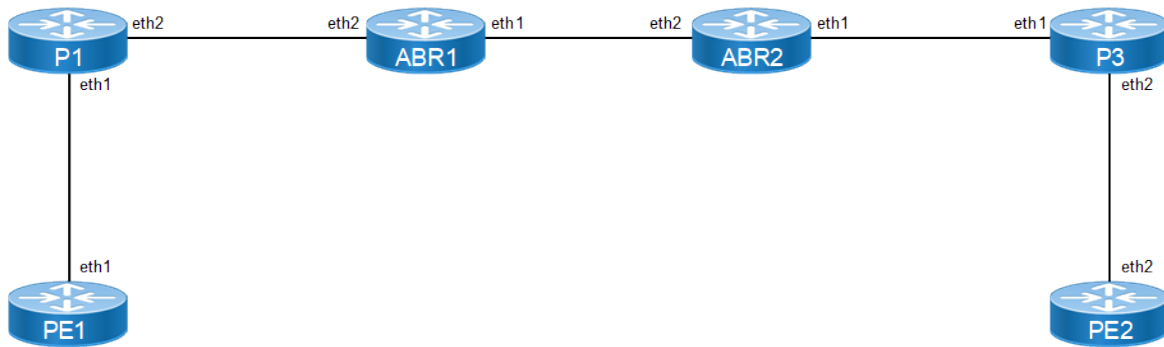 eth2 eth2 eth1 eth2 eth1 eth1
P1 ABR1 ABR2 P3
eth1 eth2
eth1 eth2
PE1 PE2